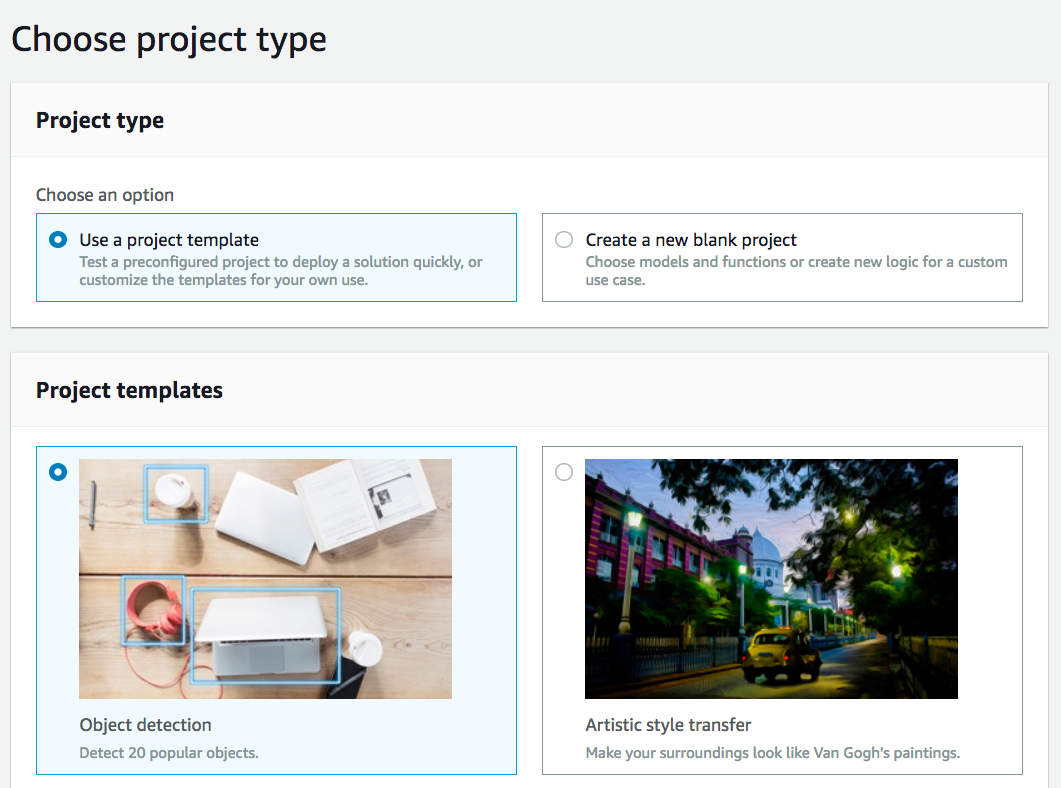 Choose project type
Project type
Choose an option
Use a project template
Test a preconfigured project to deploy a solution quickly, or
customize the templates for your own use.
Create a new blank project
Choose models and functions or create new logic for a custom
use case.
Project templates
Object detection
Detect 20 popular objects.
Artistic style transfer
Make your surroundings look like Van Gogh's paintings.